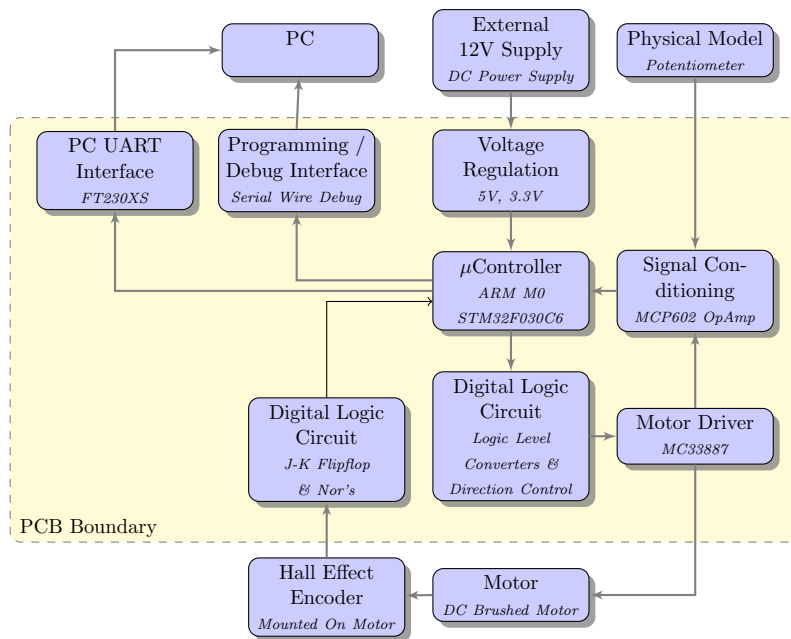 PC
External
12V Supply
DC Power Supply
Physical Model
Potentiometer
PC UART
Interface
FT230XS
Programming /
Debug Interface
Serial Wire Debug
Voltage
Regulation
5V, 3.3V
μController
ARM M0
STM32F030C6
Signal Con-
ditioning
MCP602 OpAmp
Digital Logic
Circuit
J-K Flipflop
& Nor's
Digital Logic
Circuit
Logic Level
Converters &
Direction Control
Motor Driver
MC33887
PCB Boundary
Hall Effect
Encoder
Mounted On Motor
Motor
DC Brushed Motor